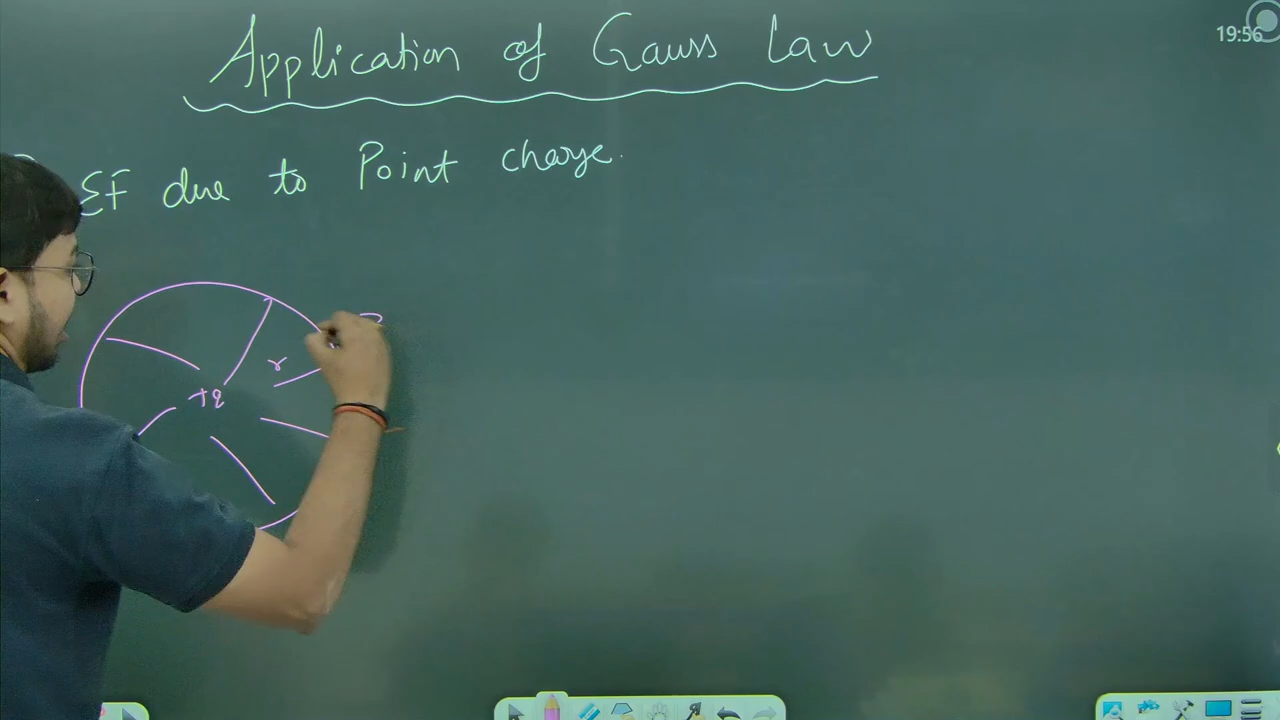 19:56
Application of Gauss Law
EF due to Point charge.
r
+q